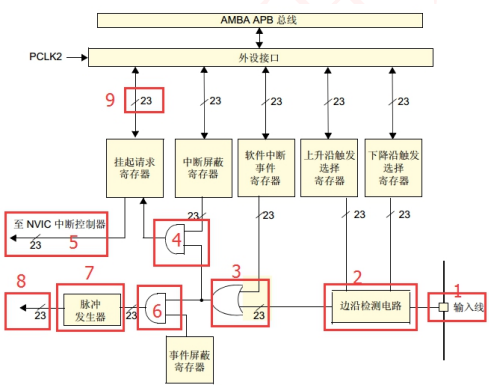 AMBA APB 总线
PCLK2
外设接口
9
23
23
23
23
23
挂起请求
寄存器
中断屏蔽
寄存器
软件中断
事件
寄存器
上升沿触发
选择
寄存器
下降沿触发
选择
寄存器
至 NVIC 中断控制器
23
5
23
4
23
23
23
3
2
8
7
6
1
23
脉冲
发生器
23
23
边沿检测电路
输入线
事件屏蔽
寄存器